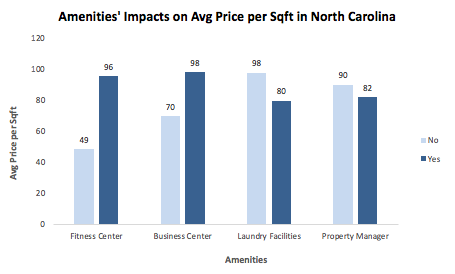 Amenities' Impacts on Avg Price per Sqft in North Carolina
120
100
80
60
40
20
0
Avg Price per Sqft
49
96
70
98
98
80
90
82
No
Yes
Fitness Center
Business Center
Laundry Facilities
Property Manager
Amenities